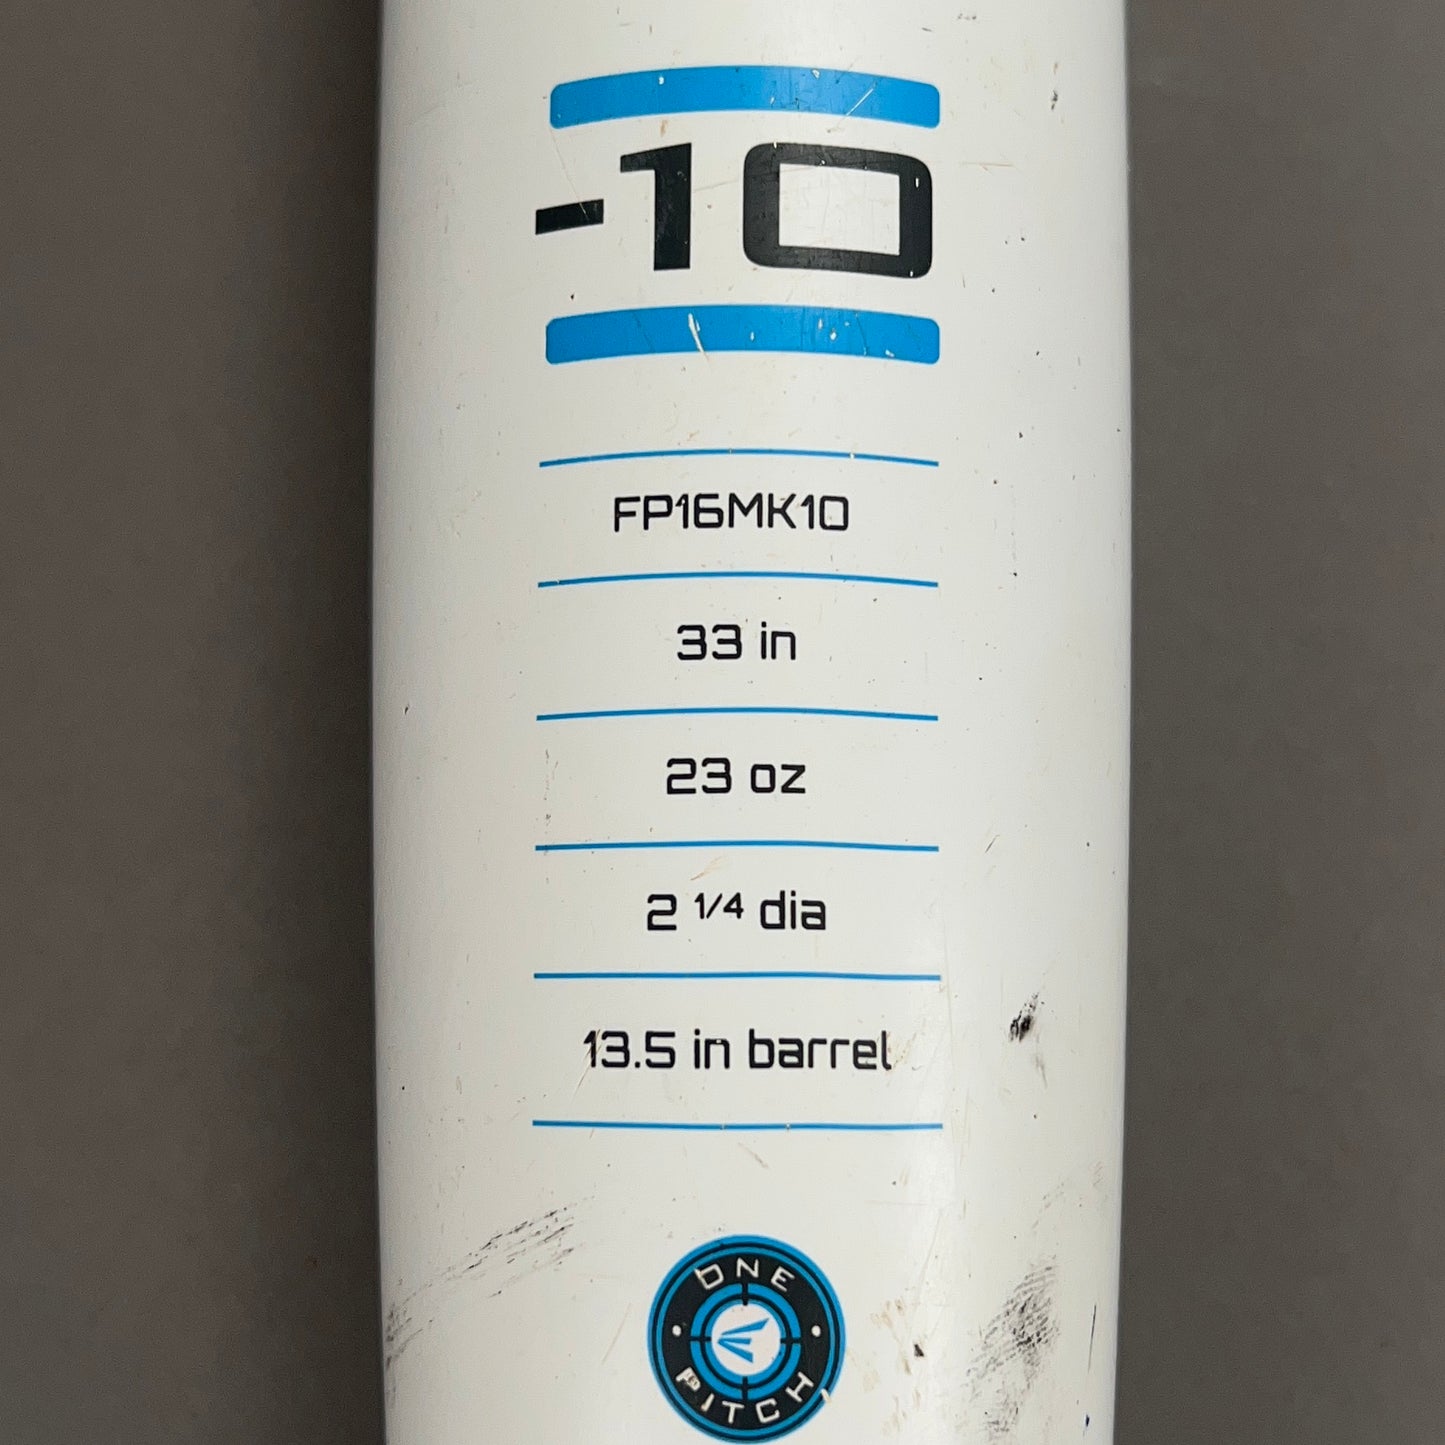 -10
FP16MK10
33 in
23 oz
2 1/4 dia
13.5 in barrel
ONE
PITCH